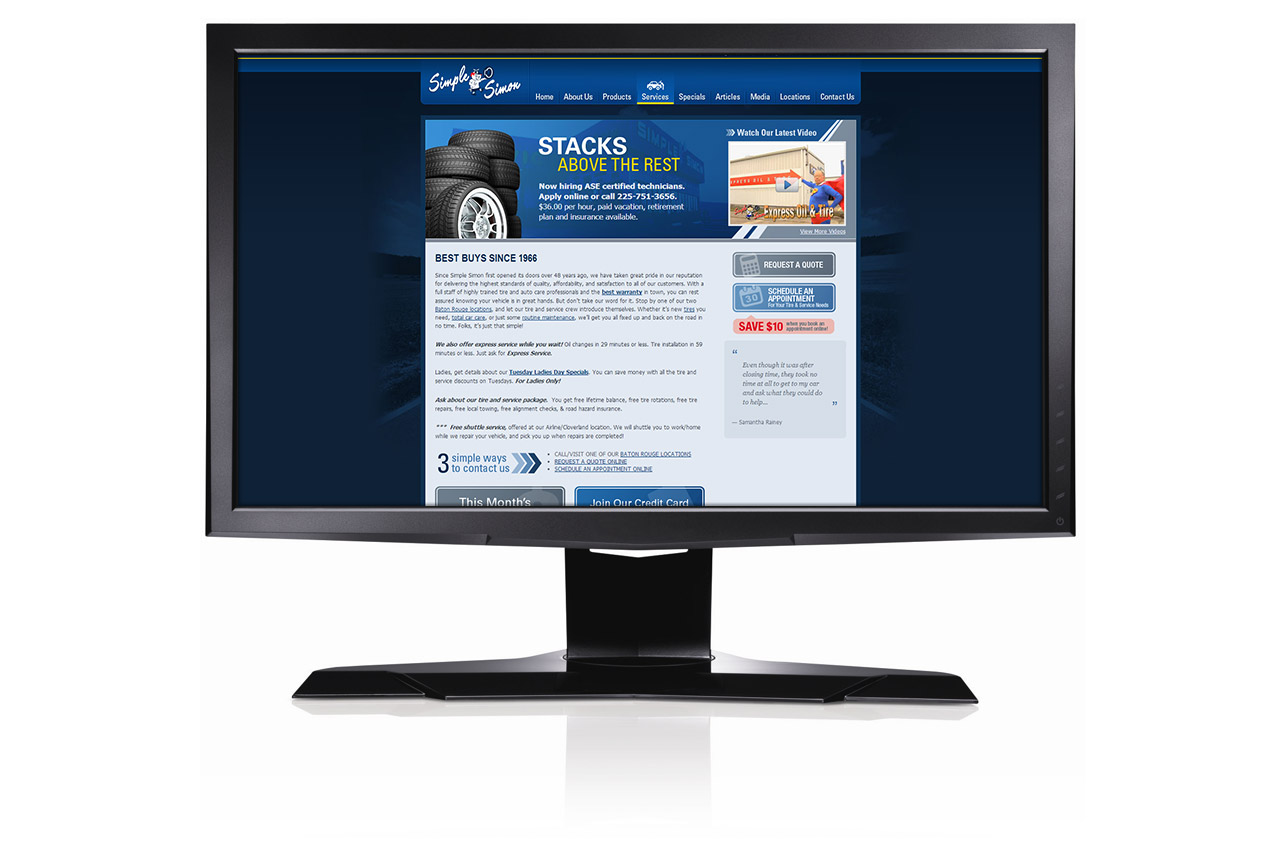 Simple Simon
Home About Us Products Services Specials Articles Media Locations Contact Us
STACKS
ABOVE THE REST
Now hiring ASE certified technicians.
Apply online or call 225-751-3656.
$36.00 per hour, paid vacation, retirement
plan and insurance available.
Watch Our Latest Video
Express Oil & Tire
View More Videos
BEST BUYS SINCE 1966
Since Simple Simon first opened its doors over 48 years ago, we have taken great pride in our reputation
for delivering the highest standards of quality, affordability, and satisfaction to all of our customers. With a
full staff of highly trained tire and auto care professionals and the best warranty in town, you can rest
assured knowing your vehicle is in great hands. But don't take our word for it. Stop by one of our two
Baton Rouge locations, and let our tire and service crew introduce themselves. Whether it's new tires you
need, total car care, or just some routine maintenance, we'll get you all fixed up and back on the road in
no time. Folks, it's just that simple!
We also offer express service while you wait! Oil changes in 29 minutes or less. Tire installation in 59
minutes or less. Just ask for Express Service.
Ladies, get details about our Tuesday Ladies Day Specials. You can save money with all the tire and
service discounts on Tuesdays. For Ladies Only!
Ask about our tire and service package. You get free lifetime balance, free tire rotations, free tire
repairs, free local towing, free alignment checks, & road hazard insurance.
*** Free shuttle service, offered at our Airline/Cloverland location. We will shuttle you to work/home
while we repair your vehicle, and pick you up when repairs are completed!
3 simple ways
to contact us
• CALL/VISIT ONE OF OUR BATON ROUGE LOCATIONS
• REQUEST A QUOTE ONLINE
• SCHEDULE AN APPOINTMENT ONLINE
This Month's
Join Our Credit Card
REQUEST A QUOTE
30
SCHEDULE AN
APPOINTMENT
For Your Tire & Service Needs
SAVE $10 when you book an
appointment online!
“
Even though it was after
closing time, they took no
time at all to get to my car
and ask what they could do
to help...
”
— Samantha Rainey